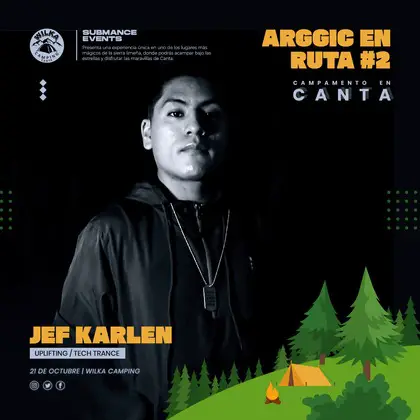 WILKA
CAMPING
SUBMANCE
EVENTS
Presenta una experiencia única en uno de los lugares más
mágicos de la sierra limeña, donde podrás acampar bajo las
estrellas y disfrutar las maravillas de Canta.
ARGGIC EN
RUTA #2
CAMPAMENTO EN
CANTA
JEF KARLEN
UPLIFTING / TECH TRANCE
21 DE OCTUBRE | WILKA CAMPING